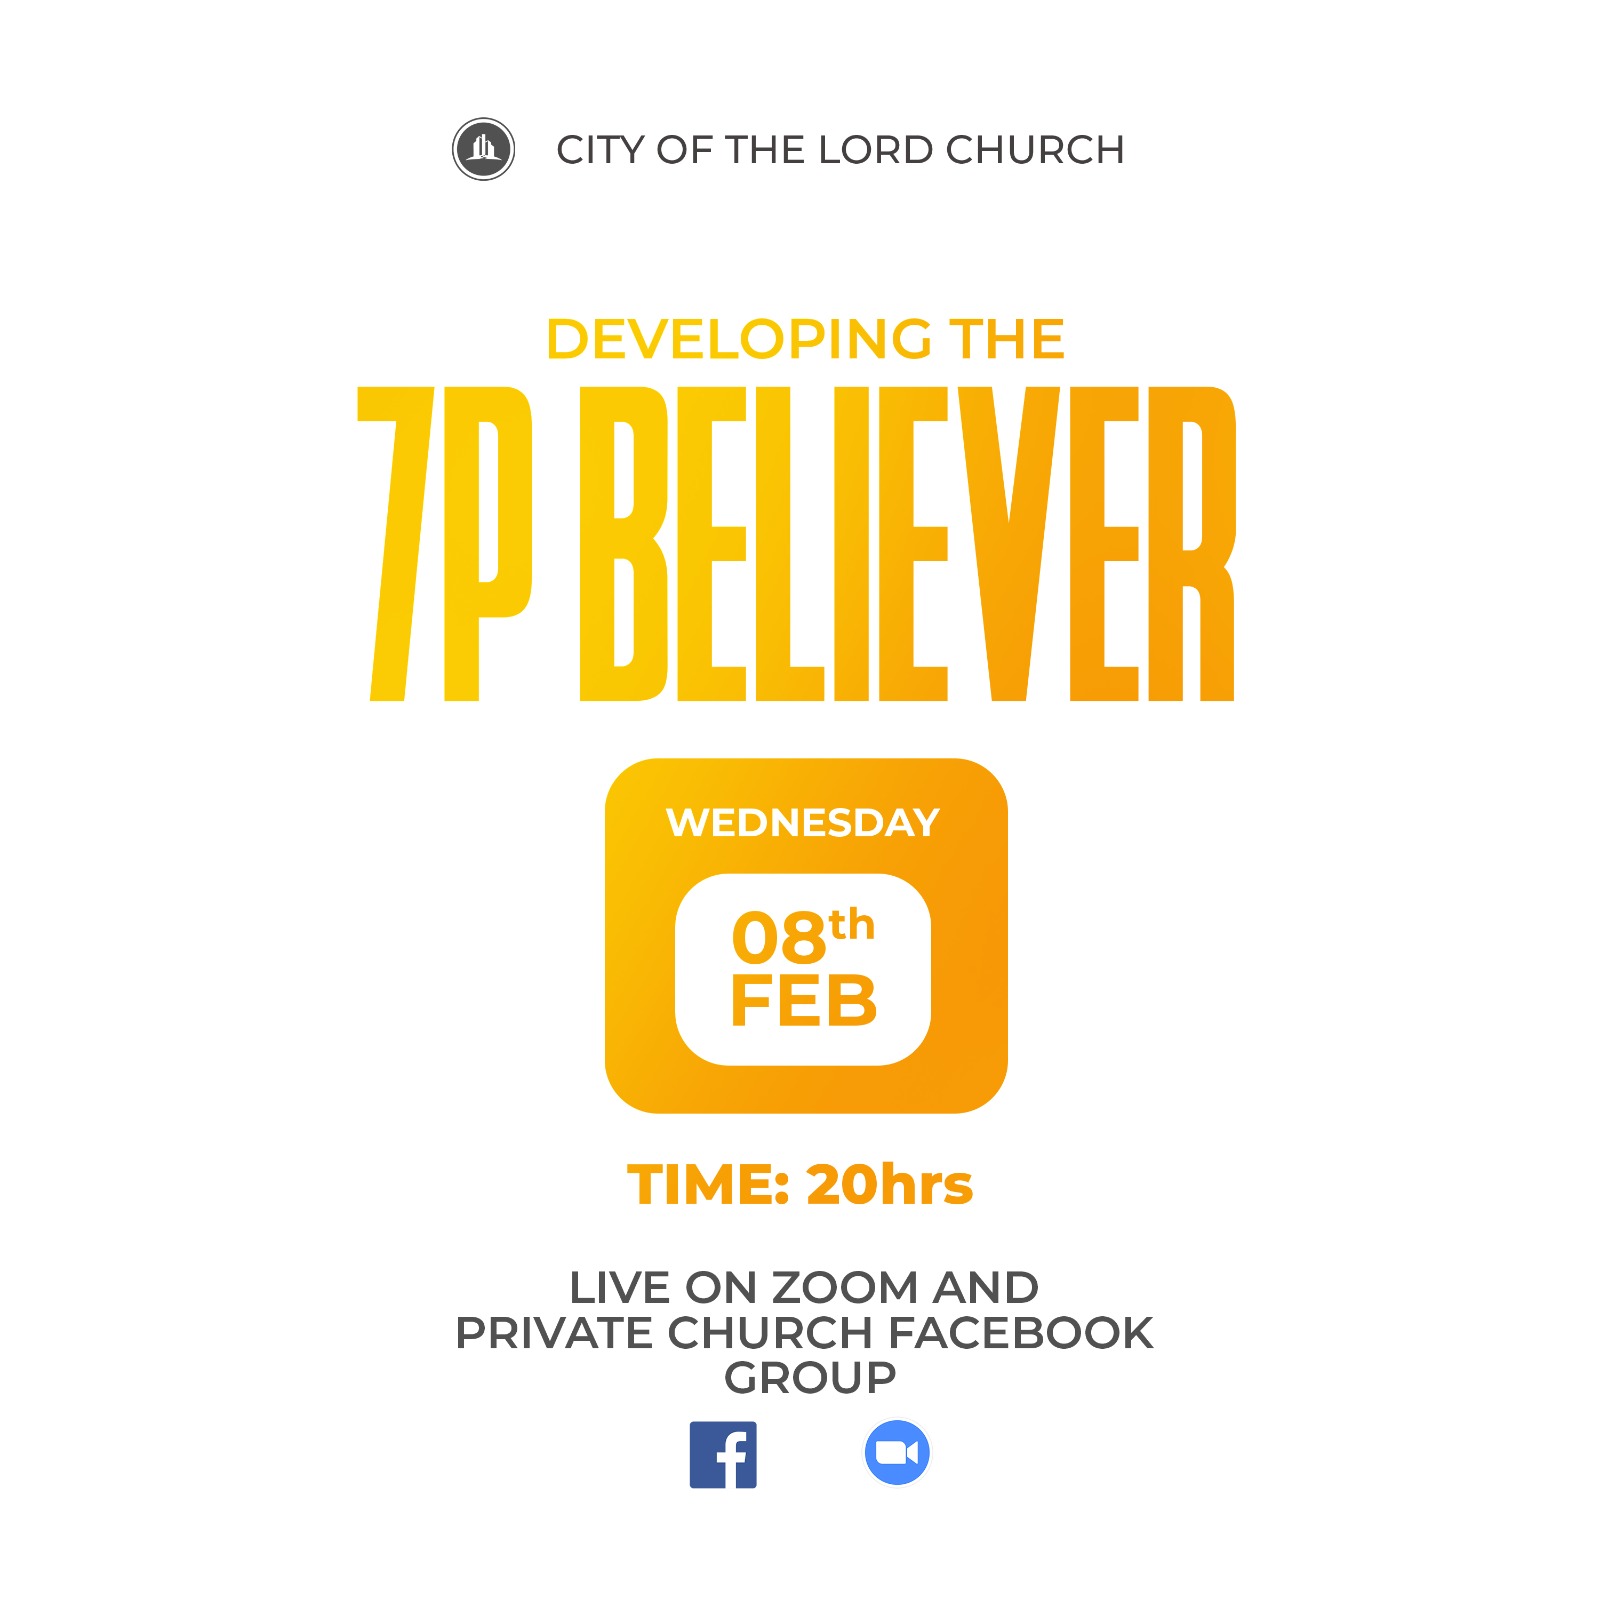 CITY OF THE LORD CHURCH
DEVELOPING THE
7P BELIEVER
WEDNESDAY
08th
FEB
TIME: 20hrs
LIVE ON ZOOM AND
PRIVATE CHURCH FACEBOOK
GROUP